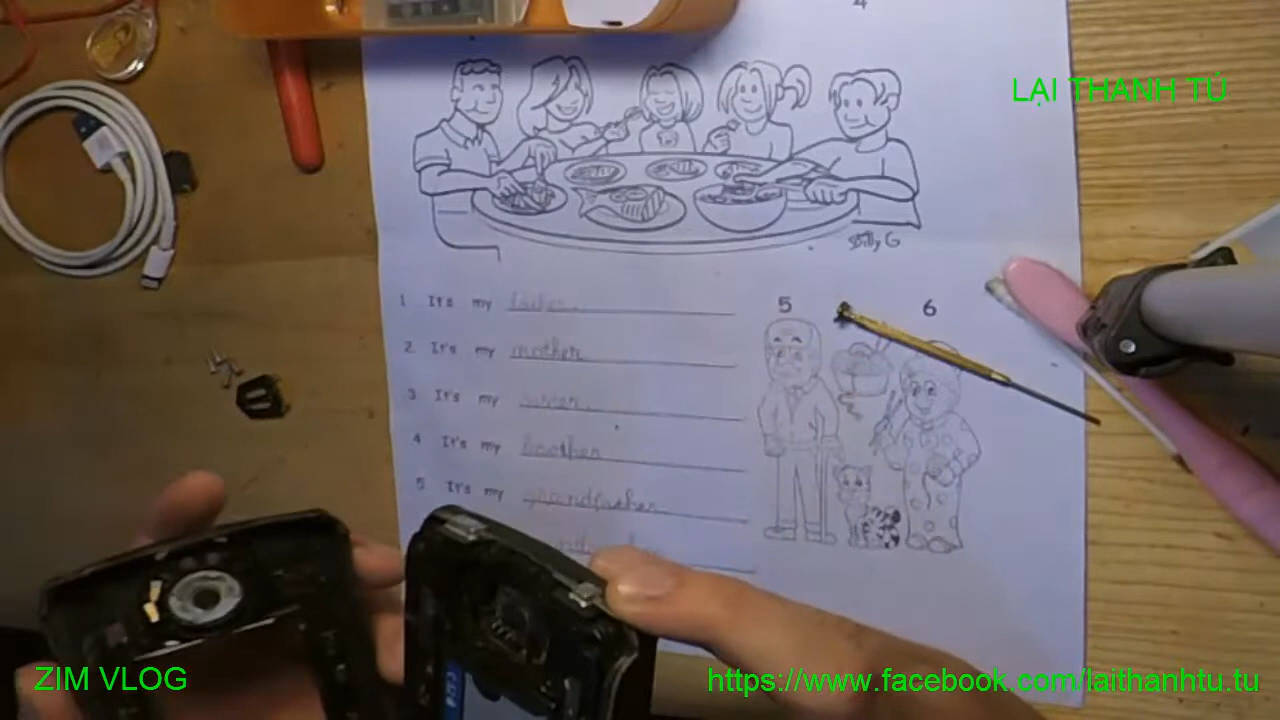 4
LẠI THANH TÚ
Billy G
1 It's my father
5
6
2 It's my mother
3 It's my
4 It's my brother
5 It's my grandfather
ZIM VLOG
https://www.facebook.com/laithanhtu.tu